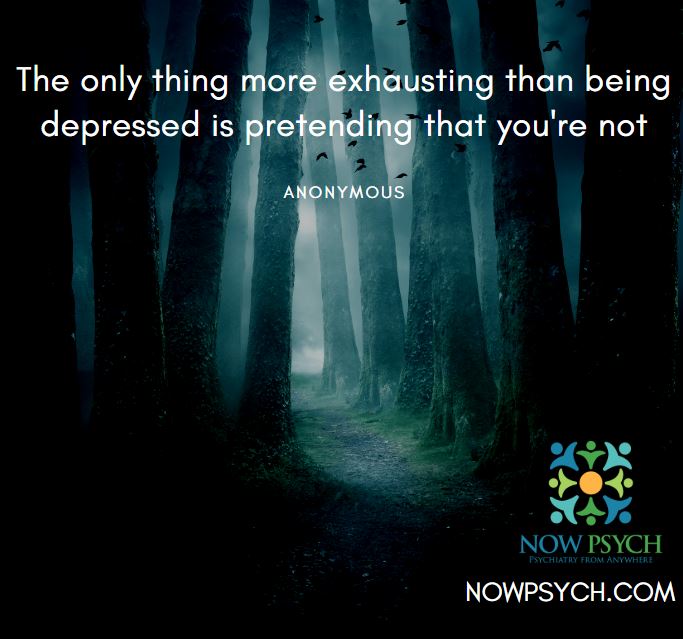 The only thing more exhausting than being
depressed is pretending that you're not
ANONYMOUS
NOW PSYCH
PSYCHIATRY FROM ANYWHERE
NOWPSYCH.COM